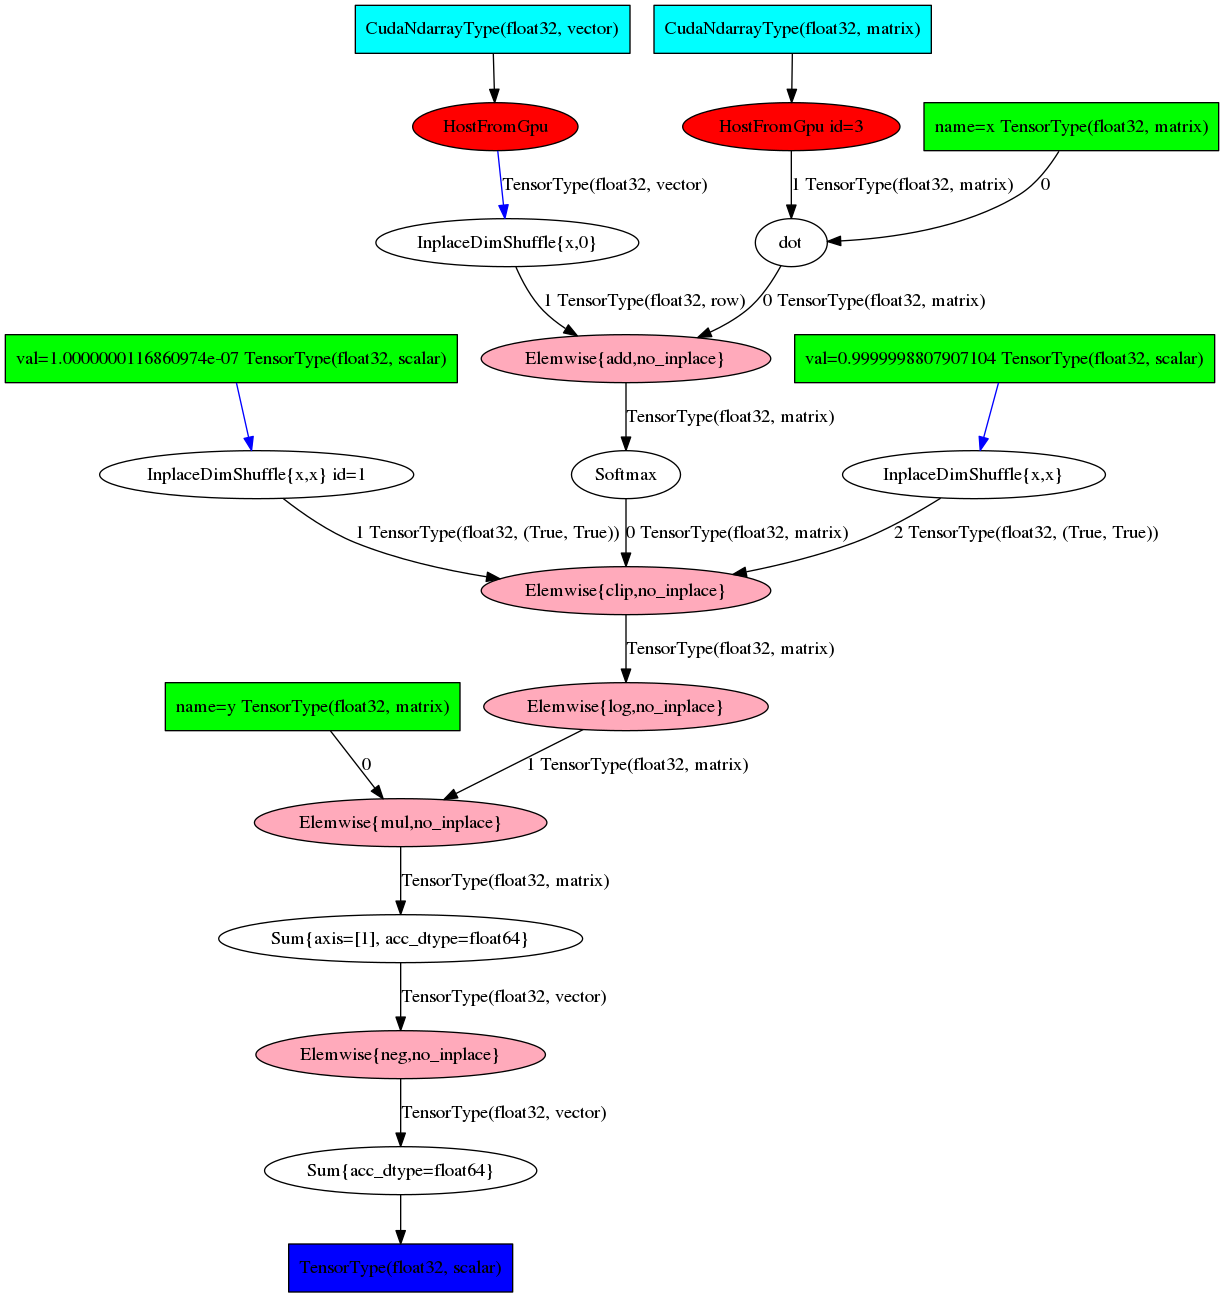 CudaNdarrayType(float32, vector)
CudaNdarrayType(float32, matrix)
HostFromGpu
HostFromGpu id=3
name=x TensorType(float32, matrix)
TensorType(float32, vector)
1 TensorType(float32, matrix)
0
InplaceDimShuffle{x,0}
dot
1 TensorType(float32, row)
0 TensorType(float32, matrix)
val=1.0000000116860974e-07 TensorType(float32, scalar)
Elemwise{add,no_inplace}
val=0.9999998807907104 TensorType(float32, scalar)
TensorType(float32, matrix)
InplaceDimShuffle{x,x} id=1
Softmax
InplaceDimShuffle{x,x}
1 TensorType(float32, (True, True))
0 TensorType(float32, matrix)
2 TensorType(float32, (True, True))
Elemwise{clip,no_inplace}
TensorType(float32, matrix)
name=y TensorType(float32, matrix)
Elemwise{log,no_inplace}
0
1 TensorType(float32, matrix)
Elemwise{mul,no_inplace}
TensorType(float32, matrix)
Sum{axis=[1], acc_dtype=float64}
TensorType(float32, vector)
Elemwise{neg,no_inplace}
TensorType(float32, vector)
Sum{acc_dtype=float64}
TensorType(float32, scalar)